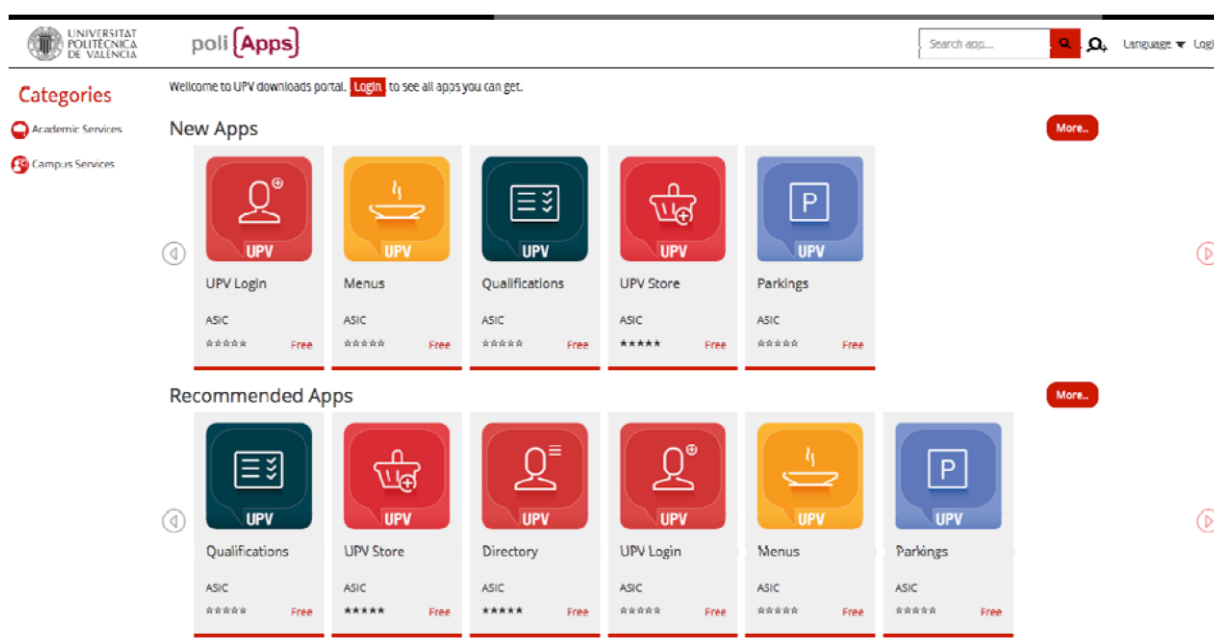 UNIVERSITAT
POLITÈCNICA
DE VALÈNCIA
poli [Apps]
Search app...
Language Logi
Categories
Academic Services
Campus Services
Welcome to UPV downloads portal. Login to see all apps you can get.
New Apps
More..
UPV UPV UPV UPV UPV
UPV Login Menus Qualifications UPV Store Parkings
ASIC ASIC ASIC ASIC ASIC
Free Free Free Free Free
Recommended Apps
More..
UPV UPV UPV UPV UPV UPV
Qualifications UPV Store Directory UPV Login Menus Parkings
ASIC ASIC ASIC ASIC ASIC ASIC
Free Free Free Free Free Free